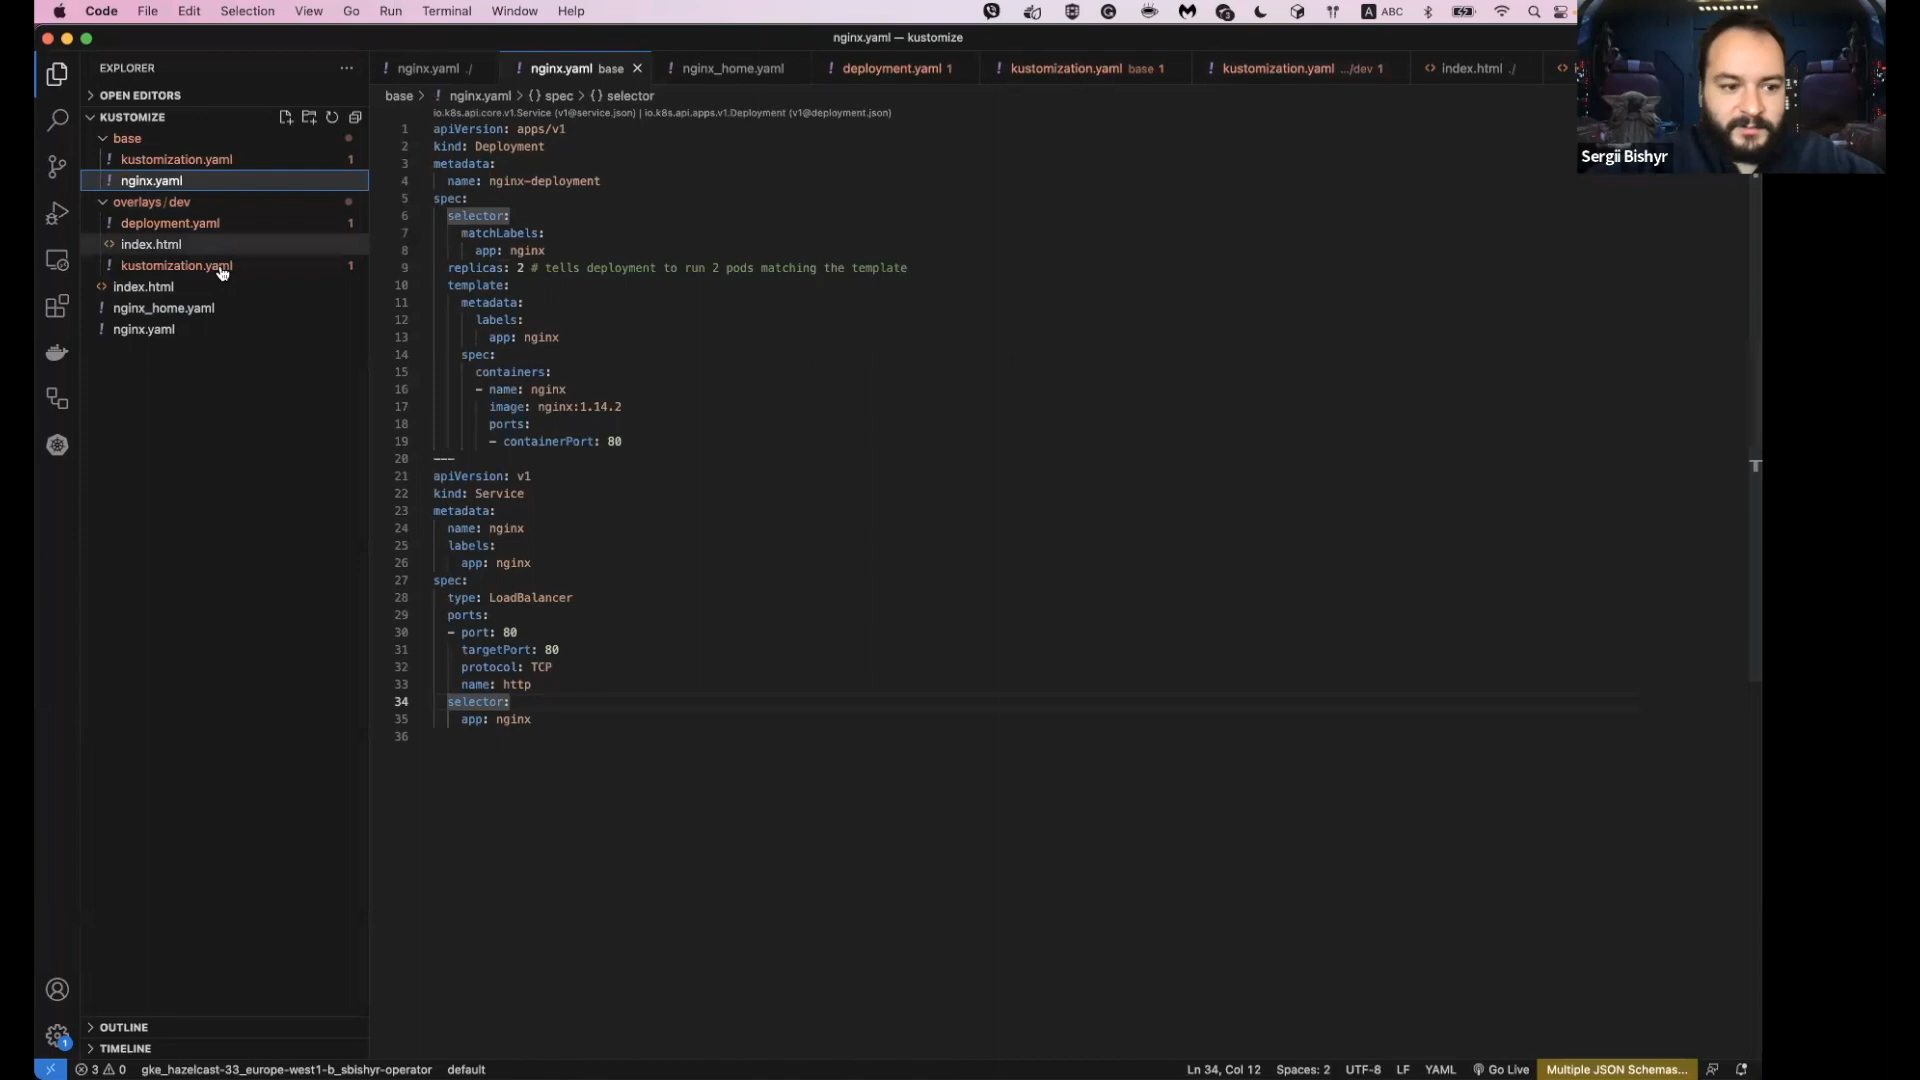 Code File Edit Selection View Go Run Terminal Window Help
A ABC
nginx.yaml — kustomize
Sergii Bishyr
EXPLORER
OPEN EDITORS
KUSTOMIZE
base
kustomization.yaml 1
nginx.yaml
overlays / dev
deployment.yaml 1
index.html
kustomization.yaml 1
index.html
nginx_home.yaml
nginx.yaml
OUTLINE
TIMELINE
nginx.yaml ./
nginx.yaml base
nginx_home.yaml
deployment.yaml 1
kustomization.yaml base 1
kustomization.yaml .../dev 1
index.html ./
base > ! nginx.yaml > {} spec > {} selector
io.k8s.api.core.v1.Service (v1@service.json) | io.k8s.api.apps.v1.Deployment (v1@deployment.json)
1 apiVersion: apps/v1
2 kind: Deployment
3 metadata:
4 name: nginx-deployment
5 spec:
6 selector:
7 matchLabels:
8 app: nginx
9 replicas: 2 # tells deployment to run 2 pods matching the template
10 template:
11 metadata:
12 labels:
13 app: nginx
14 spec:
15 containers:
16 - name: nginx
17 image: nginx:1.14.2
18 ports:
19 - containerPort: 80
20 ---
21 apiVersion: v1
22 kind: Service
23 metadata:
24 name: nginx
25 labels:
26 app: nginx
27 spec:
28 type: LoadBalancer
29 ports:
30 - port: 80
31 targetPort: 80
32 protocol: TCP
33 name: http
34 selector:
35 app: nginx
36
1
3 0 gke_hazelcast-33_europe-west1-b_sbishyr-operator default
Ln 34, Col 12 Spaces: 2 UTF-8 LF YAML Go Live Multiple JSON Schemas...